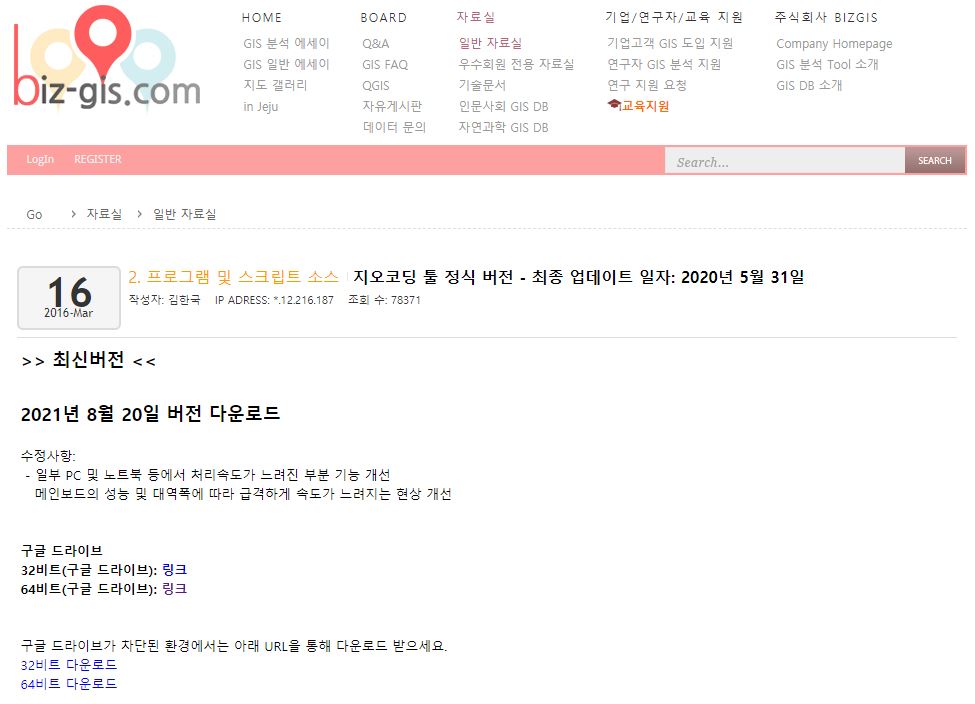 biz-gis.com
HOME
GIS 분석 에세이
GIS 일반 에세이
지도 갤러리
in Jeju
BOARD
Q&A
GIS FAQ
QGIS
자유게시판
데이터 문의
자료실
일반 자료실
우수회원 전용 자료실
기술문서
인문사회 GIS DB
자연과학 GIS DB
기업/연구자/교육 지원
기업고객 GIS 도입 지원
연구자 GIS 분석 지원
연구 지원 요청
교육지원
주식회사 BIZGIS
Company Homepage
GIS 분석 Tool 소개
GIS DB 소개
LogIn REGISTER Search... SEARCH
Go > 자료실 > 일반 자료실
16
2016-Mar
2. 프로그램 및 스크립트 소스 | 지오코딩 툴 정식 버전 - 최종 업데이트 일자: 2020년 5월 31일
작성자: 김한국 IP ADRESS: *.12.216.187 조회 수: 78371
>> 최신버전 <<
2021년 8월 20일 버전 다운로드
수정사항:
- 일부 PC 및 노트북 등에서 처리속도가 느려진 부분 기능 개선
메인보드의 성능 및 대역폭에 따라 급격하게 속도가 느려지는 현상 개선
구글 드라이브
32비트(구글 드라이브): 링크
64비트(구글 드라이브): 링크
구글 드라이브가 차단된 환경에서는 아래 URL을 통해 다운로드 받으세요.
32비트 다운로드
64비트 다운로드